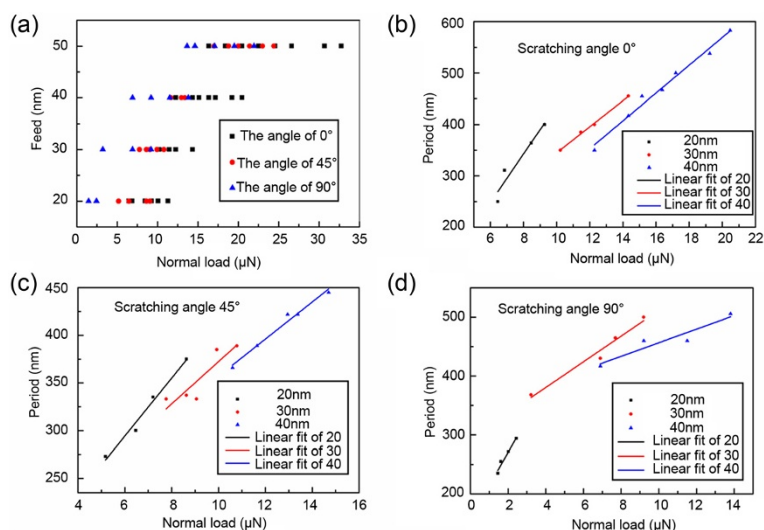 (a)
50
40
30
20
Feed (nm)
0 5 10 15 20 25 30 35
Normal load (μN)
The angle of 0°
The angle of 45°
The angle of 90°
(b)
600
500
400
300
200
Period (nm)
6 8 10 12 14 16 18 20 22
Normal load (μN)
Scratching angle 0°
20nm
30nm
40nm
Linear fit of 20
Linear fit of 30
Linear fit of 40
(c)
450
425
400
375
350
325
300
275
250
Period (nm)
4 6 8 10 12 14 16
Normal load (μN)
Scratching angle 45°
20nm
30nm
40nm
Linear fit of 20
Linear fit of 30
Linear fit of 40
(d)
500
400
300
200
Period (nm)
0 2 4 6 8 10 12 14
Normal load (μN)
Scratching angle 90°
20nm
30nm
40nm
Linear fit of 20
Linear fit of 30
Linear fit of 40